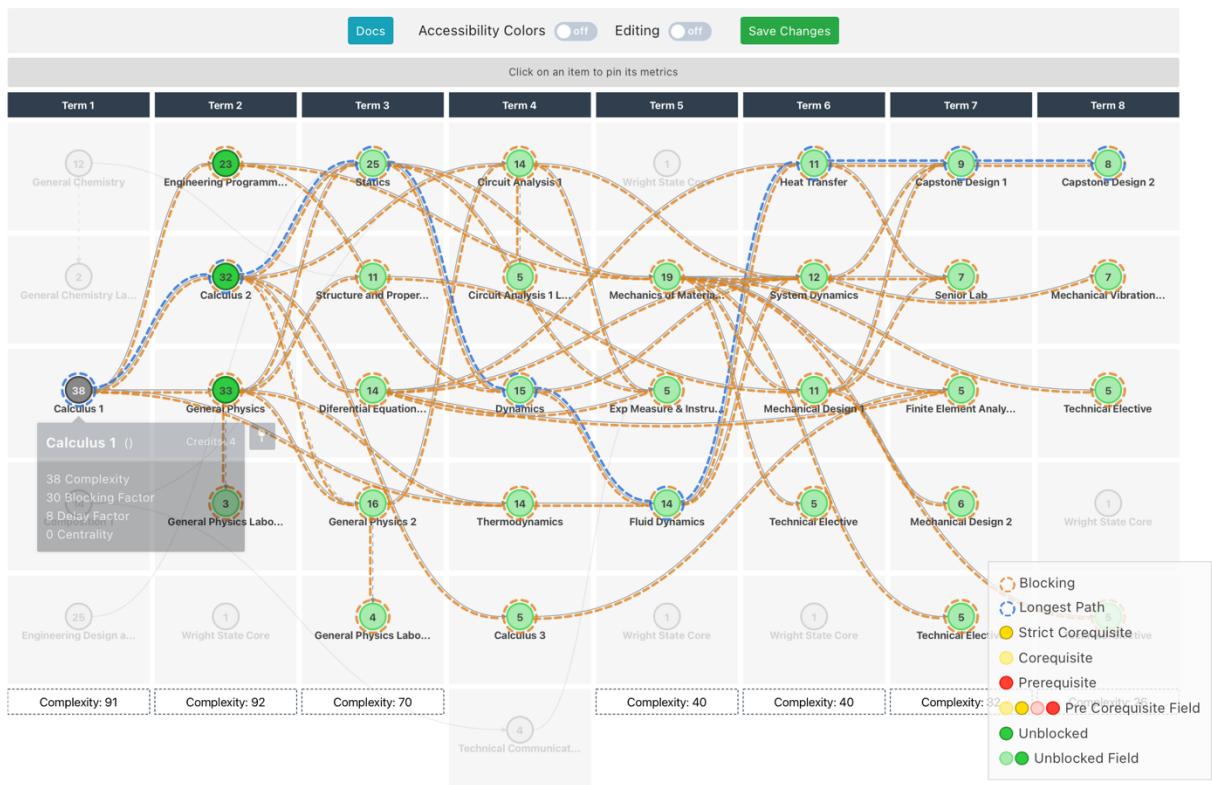 Docs Accessibility Colors off Editing off Save Changes
Click on an item to pin its metrics
Term 1 Term 2 Term 3 Term 4 Term 5 Term 6 Term 7 Term 8
12 23 25 14 1 11 9 8
General Chemistry Engineering Programm... Statics Circuit Analysis 1 Wright State Core Heat Transfer Capstone Design 1 Capstone Design 2
2 32 11 5 19 12 7 7
General Chemistry La... Calculus 2 Structure and Proper... Circuit Analysis 1 L... Mechanics of Materia... System Dynamics Senior Lab Mechanical Vibration...
38 33 14 15 5 11 5 5
Calculus 1 General Physics Diferential Equation... Dynamics Exp Measure & Instru... Mechanical Design 1 Finite Element Analy... Technical Elective
Calculus 1 () Credits: 4
38 Complexity
30 Blocking Factor
8 Delay Factor
0 Centrality
3 16 14 14 5 6 1
General Physics Labo... General Physics 2 Thermodynamics Fluid Dynamics Technical Elective Mechanical Design 2 Wright State Core
25 1 4 5 1 1 5 5
Engineering Design a... Wright State Core General Physics Labo... Calculus 3 Wright State Core Wright State Core Technical Elective
Complexity: 91 Complexity: 92 Complexity: 70 Complexity: 40 Complexity: 40
4
Technical Communicat...
Blocking
Longest Path
Strict Corequisite
Corequisite
Prerequisite
Pre Corequisite Field
Unblocked
Unblocked Field